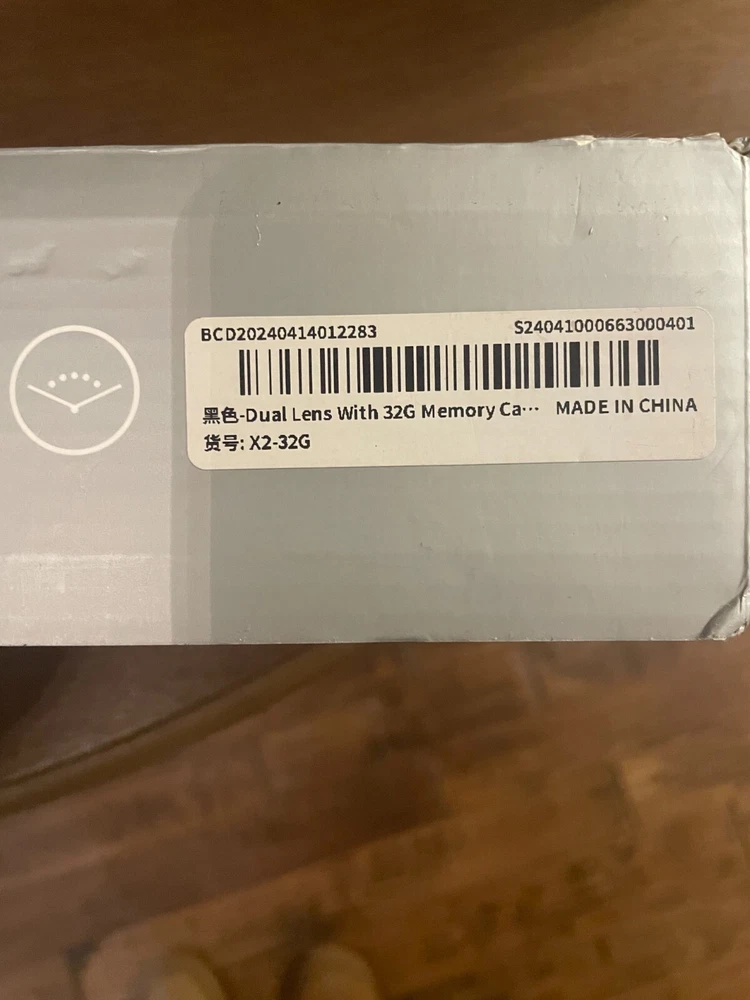 BCD20240414012283 S24041000663000401
黑色-Dual Lens With 32G Memory Ca··· MADE IN CHINA
货号: X2-32G